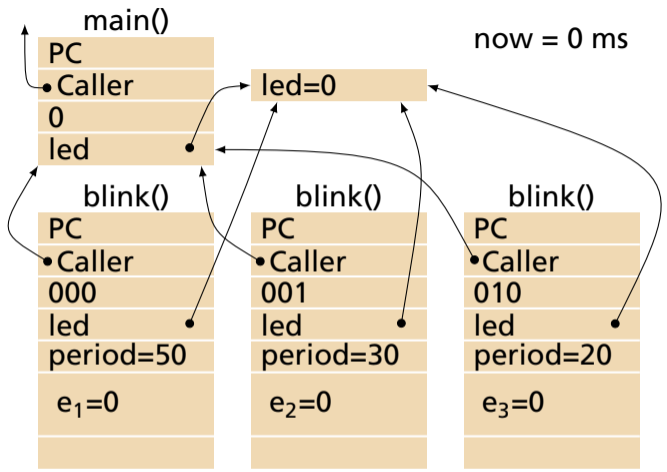 main()
PC
Caller
0
led
led=0
now = 0 ms
blink()
PC
Caller
000
led
period=50
e₁=0
blink()
PC
Caller
001
led
period=30
e₂=0
blink()
PC
Caller
010
led
period=20
e₃=0